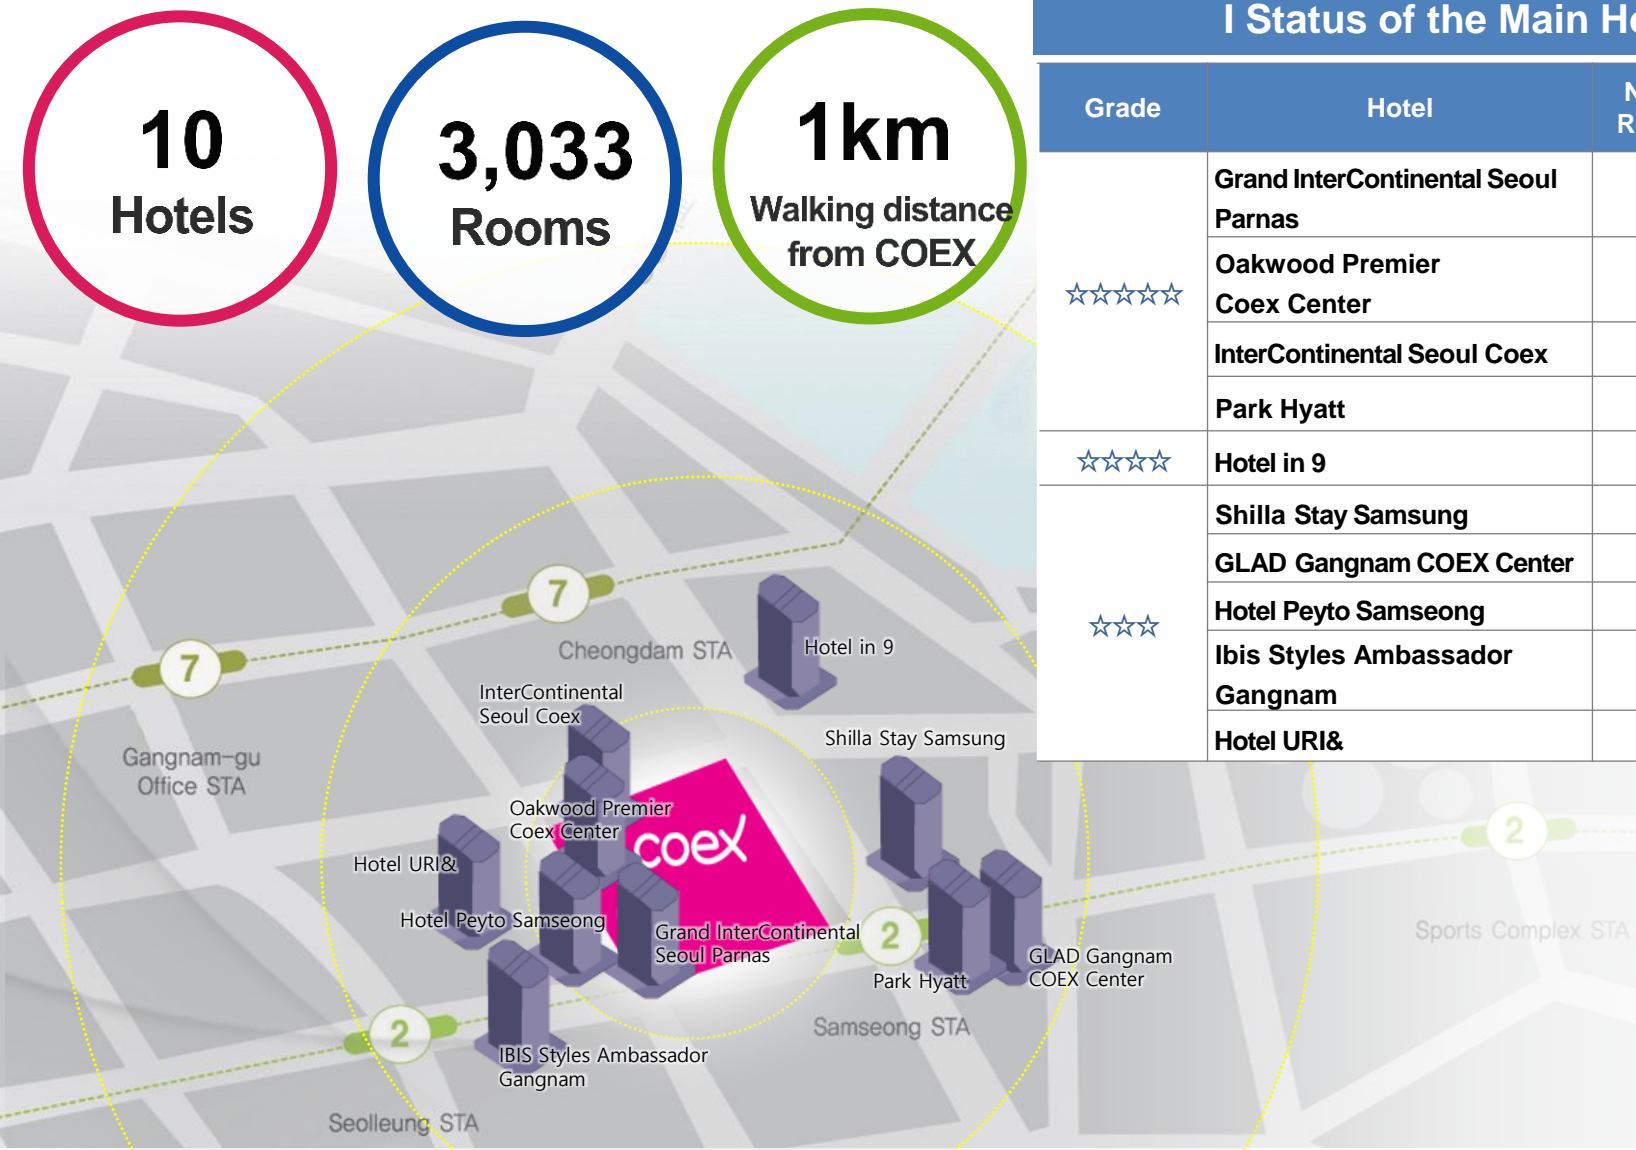 10
Hotels
3,033
Rooms
1km
Walking distance
from COEX
I Status of the Main
Grade
Hotel
☆☆☆☆☆
Grand InterContinental Seoul
Parnas
Oakwood Premier
Coex Center
InterContinental Seoul Coex
Park Hyatt
☆☆☆☆
Hotel in 9
☆☆☆
Shilla Stay Samsung
GLAD Gangnam COEX Center
Hotel Peyto Samseong
Ibis Styles Ambassador
Gangnam
Hotel URI&
7
Cheongdam STA
Hotel in 9
7
Gangnam-gu
Office STA
InterContinental
Seoul Coex
Shilla Stay Samsung
Oakwood Premier
Coex Center
coex
2
Hotel URI&
Hotel Peyto Samseong
Grand InterContinental
Seoul Parnas
2
Sports Complex STA
Park Hyatt
GLAD Gangnam
COEX Center
Samseong STA
2
IBIS Styles Ambassador
Gangnam
Seolleung STA